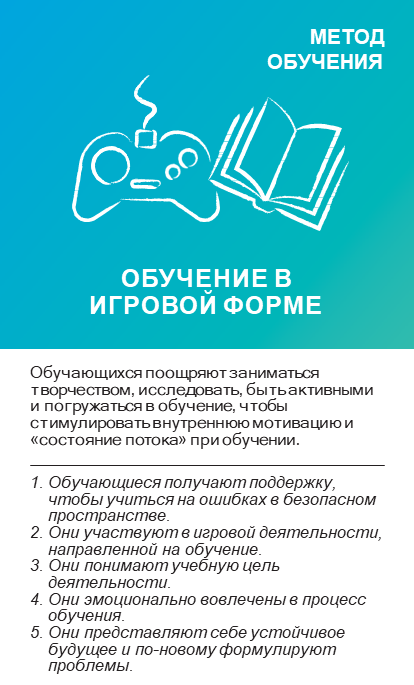 МЕТОД
ОБУЧЕНИЯ
ОБУЧЕНИЕ В
ИГРОВОЙ ФОРМЕ
Обучающихся поощряют заниматься
творчеством, исследовать, быть активными
и погружаться в обучение, чтобы
стимулировать внутреннюю мотивацию и
«состояние потока» при обучении.
1. Обучающиеся получают поддержку,
чтобы учиться на ошибках в безопасном
пространстве.
2. Они участвуют в игровой деятельности,
направленной на обучение.
3. Они понимают учебную цель
деятельности.
4. Они эмоционально вовлечены в процесс
обучения.
5. Они представляют себе устойчивое
будущее и по-новому формулируют
проблемы.